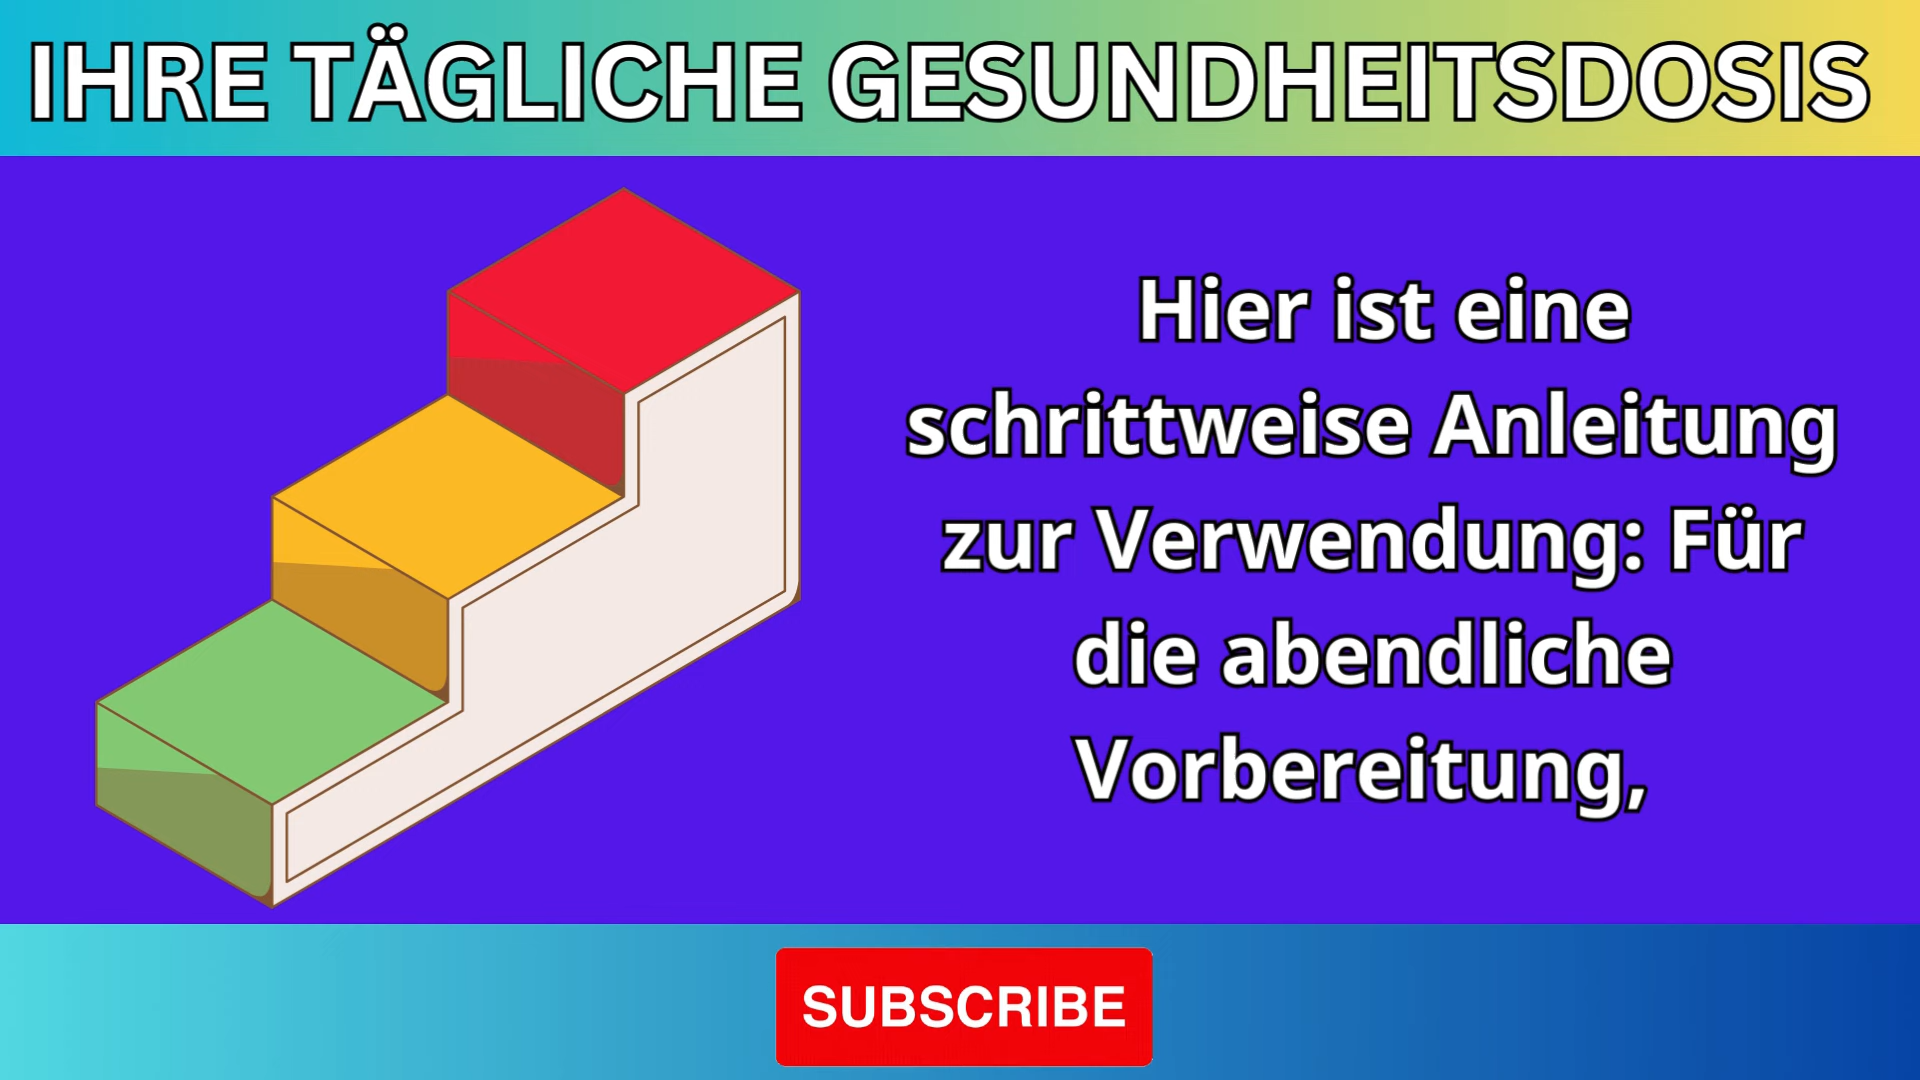 IHRE TÄGLICHE GESUNDHEITSDOSIS
Hier ist eine
schrittweise Anleitung
zur Verwendung: Für
die abendliche
Vorbereitung,
SUBSCRIBE